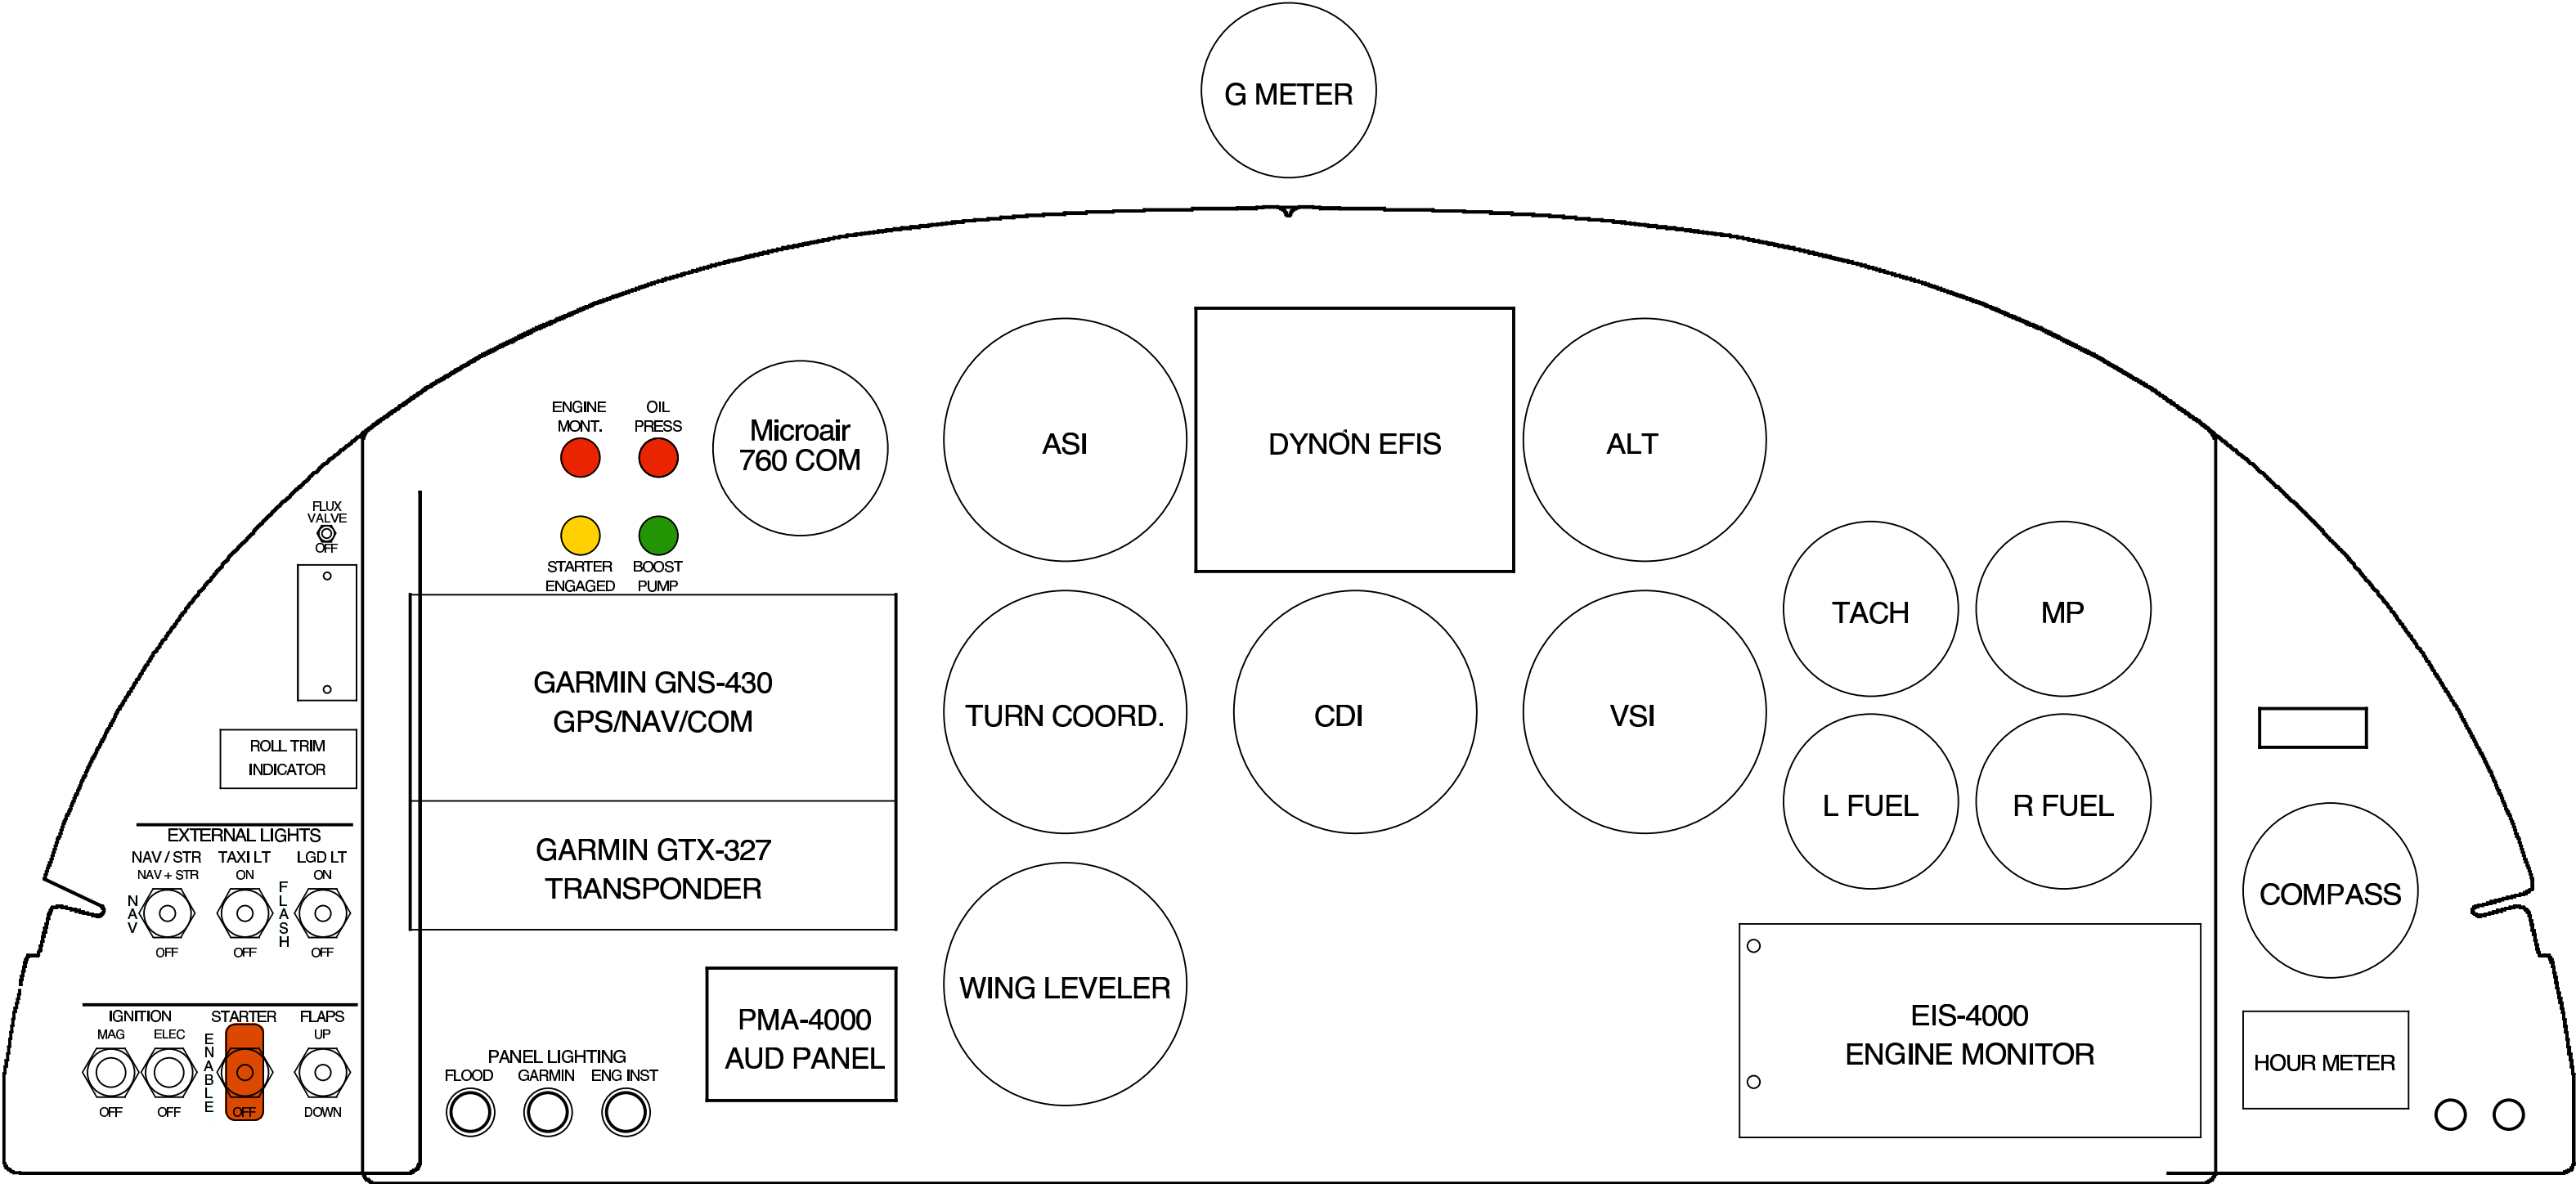 G METER
ENGINE
MONT.
OIL
PRESS
Microair
760 COM
ASI
DYNON EFIS
ALT
FLUX
VALVE
OFF
STARTER
ENGAGED
BOOST
PUMP
TACH
MP
GARMIN GNS-430
GPS/NAV/COM
TURN COORD.
CDI
VSI
ROLL TRIM
INDICATOR
L FUEL
R FUEL
EXTERNAL LIGHTS
NAV / STR
TAXI LT
LGD LT
NAV + STR
ON
ON
NAV
FLASH
OFF
OFF
OFF
GARMIN GTX-327
TRANSPONDER
COMPASS
WING LEVELER
IGNITION
STARTER
FLAPS
MAG
ELEC
UP
ENABLE
OFF
OFF
OFF
DOWN
PANEL LIGHTING
FLOOD
GARMIN
ENG INST
PMA-4000
AUD PANEL
EIS-4000
ENGINE MONITOR
HOUR METER